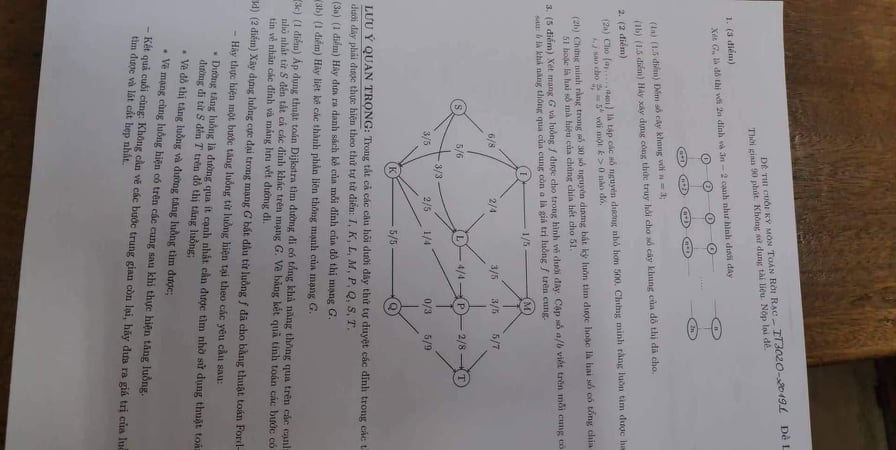 ĐỀ THI CUỐI KỲ MÔN TOÁN RỜI RẠC - IT3020-20191 Đề
Thời gian 90 phút. Không sử dụng tài liệu. Nộp lại đề.
1. (3 điểm)
Xét Gn là đồ thị với 2n đỉnh và 3n − 2 cạnh như hình dưới đây
1 2 3 4 ..... n
n+1 n+2 n+3 n+4 2n
(1a) (1.5 điểm) Đếm số cây khung với n = 3;
(1b) (1.5 điểm) Hãy xây dựng công thức truy hồi cho số cây khung của đồ thị đã cho.
2. (2 điểm)
(2a) Cho {a1, . . . , a401} là tập các số nguyên dương nhỏ hơn 500. Chứng minh rằng luôn tìm được
i, j sao cho ai/aj = 5^k với một k > 0 nào đó.
(2b) Chứng minh rằng trong số 30 số nguyên dương bất kỳ luôn tìm được hoặc là hai số có tổng chia
51 hoặc là hai số mà hiệu của chúng chia hết cho 51.
3. (5 điểm) Xét mạng G và luồng f được cho trong hình vẽ dưới đây. Cặp số a/b viết trên mỗi cung có
sau: b là khả năng thông qua của cung còn a là giá trị luồng f trên cung.
I 1/5 M
6/8 2/4 3/5 3/5 5/7
S 5/6 L 4/4 P 2/8 T
3/3
3/5 2/5 1/4 0/3 5/9
K 5/5 Q
LƯU Ý QUAN TRỌNG: Trong tất cả các câu hỏi dưới đây thứ tự duyệt các đỉnh trong các
dưới đây phải được thực hiện theo thứ tự từ điển: I, K, L, M, P, Q, S, T.
(3a) (1 điểm) Hãy đưa ra danh sách kề của mỗi đỉnh của đồ thị mạng G.
(3b) (1 điểm) Hãy liệt kê các thành phần liên thông mạnh của mạng G.
(3c) (1 điểm) Áp dụng thuật toán Dijkstra tìm đường đi có tổng khả năng thông qua trên các cạnh
nhỏ nhất từ S đến tất cả các đỉnh khác trên mạng G. Vẽ bảng kết quả tính toán các bước có
tin về nhãn các đỉnh và mảng lưu vết đường đi.
3d) (2 điểm) Xây dựng luồng cực đại trong mạng G bắt đầu từ luồng f đã cho bằng thuật toán Ford-
− Hãy thực hiện một bước tăng luồng từ luồng hiện tại theo các yêu cầu sau:
* Đường tăng luồng là đường qua ít cạnh nhất cần được tìm nhờ sử dụng thuật
đường đi từ S đến T trên đồ thị tăng luồng;
* Vẽ đồ thị tăng luồng và đường tăng luồng tìm được;
* Vẽ mạng cùng luồng hiện có trên các cung sau khi thực hiện tăng luồng.
− Kết quả cuối cùng: Không cần vẽ các bước trung gian còn lại, hãy đưa ra giá trị của
tìm được và lát cắt hẹp nhất.